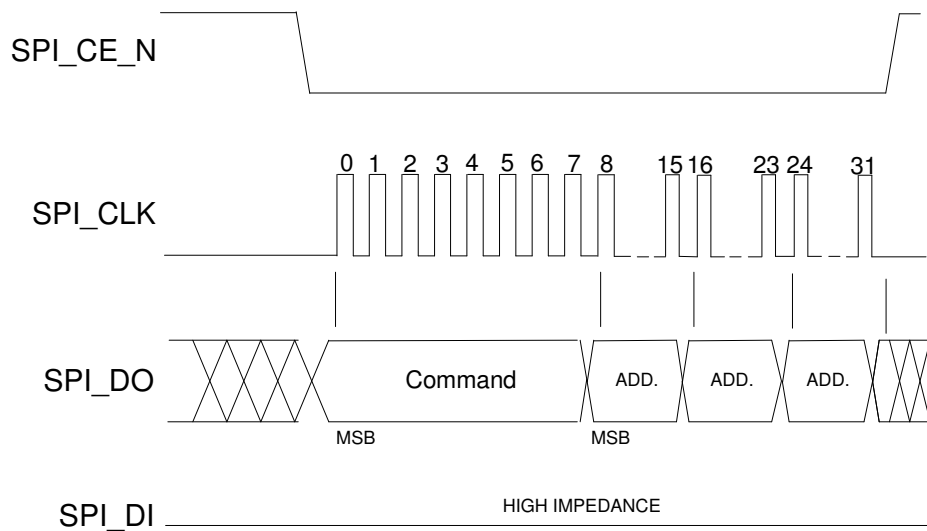 SPI_CE_N
0 1 2 3 4 5 6 7 8 15 16 23 24 31
SPI_CLK
SPI_DO
Command ADD. ADD. ADD.
MSB MSB
HIGH IMPEDANCE
SPI_DI